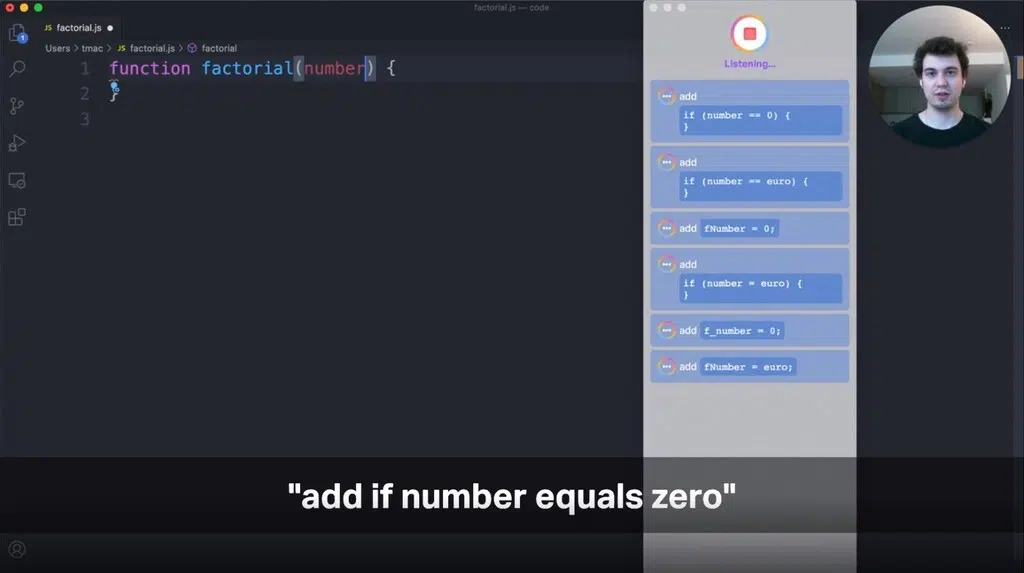 factorial.js — code
JS factorial.js
Users > tmac > JS factorial.js > factorial
1 function factorial(number) {
2 }
3
1
Listening...
add
if (number == 0) {
}
add
if (number == euro) {
}
add fNumber = 0;
add
if (number = euro) {
}
add f_number = 0;
add fNumber = euro;
"add if number equals zero"